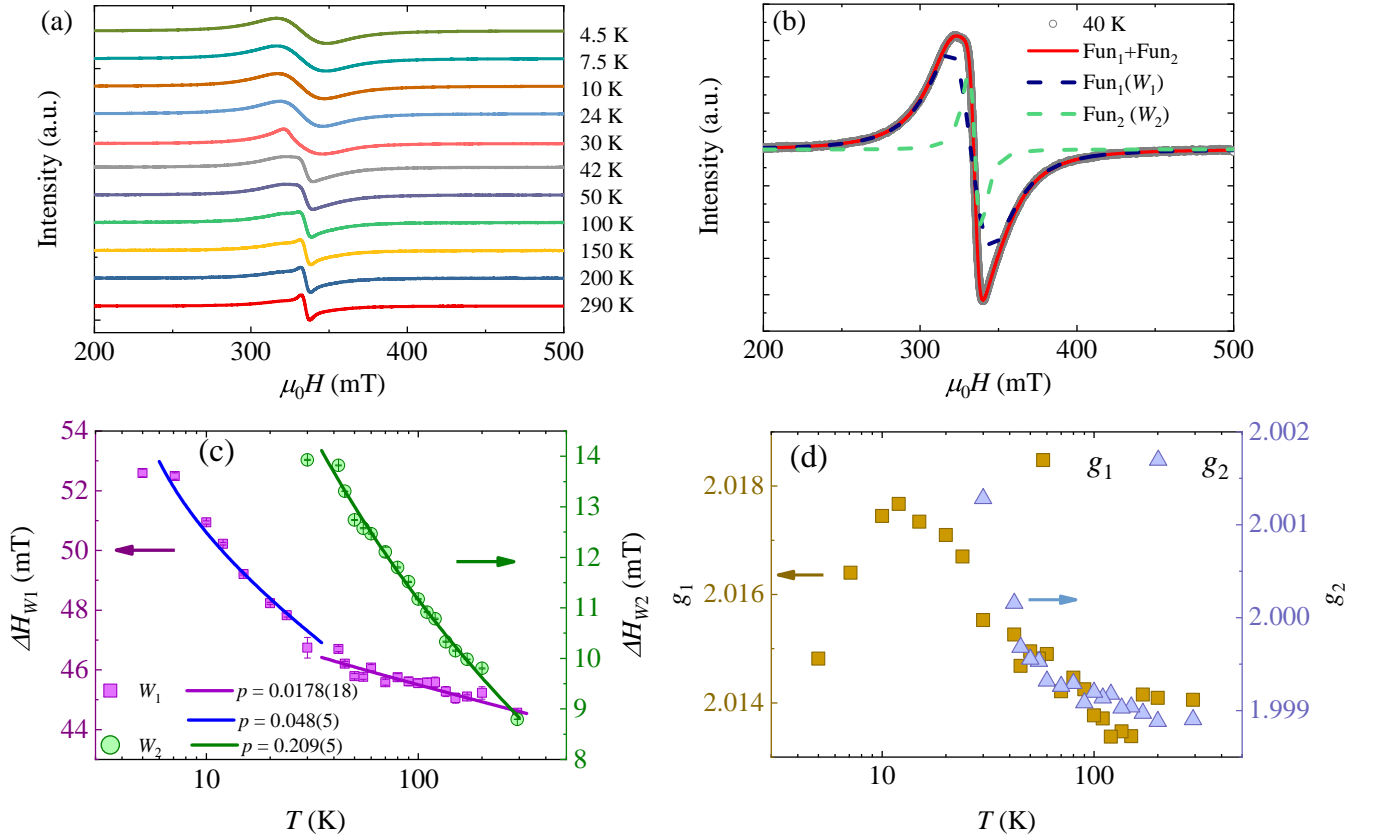 (a)
4.5 K
7.5 K
10 K
24 K
30 K
42 K
50 K
100 K
150 K
200 K
290 K
Intensity (a.u.)
200 300 400 500
μ₀H (mT)
(b)
40 K
Fun₁+Fun₂
Fun₁(W₁)
Fun₂ (W₂)
Intensity (a.u.)
200 300 400 500
μ₀H (mT)
(c)
54
52
50
48
46
44
ΔH_W1 (mT)
14
13
12
11
10
9
8
ΔH_W2 (mT)
W₁ p = 0.0178(18)
p = 0.048(5)
W₂ p = 0.209(5)
10 100
T (K)
(d)
g₁ g₂
2.018
2.016
2.014
g₁
2.002
2.001
2.000
1.999
g₂
10 100
T (K)